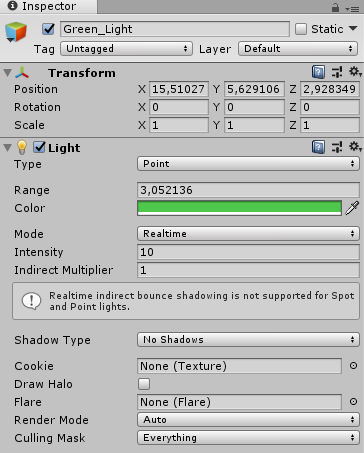 Inspector
Green_Light Static
Tag Untagged Layer Default
Transform
Position X 15,51027 Y 5,629106 Z 2,928349
Rotation X 0 Y 0 Z 0
Scale X 1 Y 1 Z 1
Light
Type Point
Range 3,052136
Color
Mode Realtime
Intensity 10
Indirect Multiplier 1
Realtime indirect bounce shadowing is not supported for Spot
and Point lights.
Shadow Type No Shadows
Cookie None (Texture)
Draw Halo
Flare None (Flare)
Render Mode Auto
Culling Mask Everything